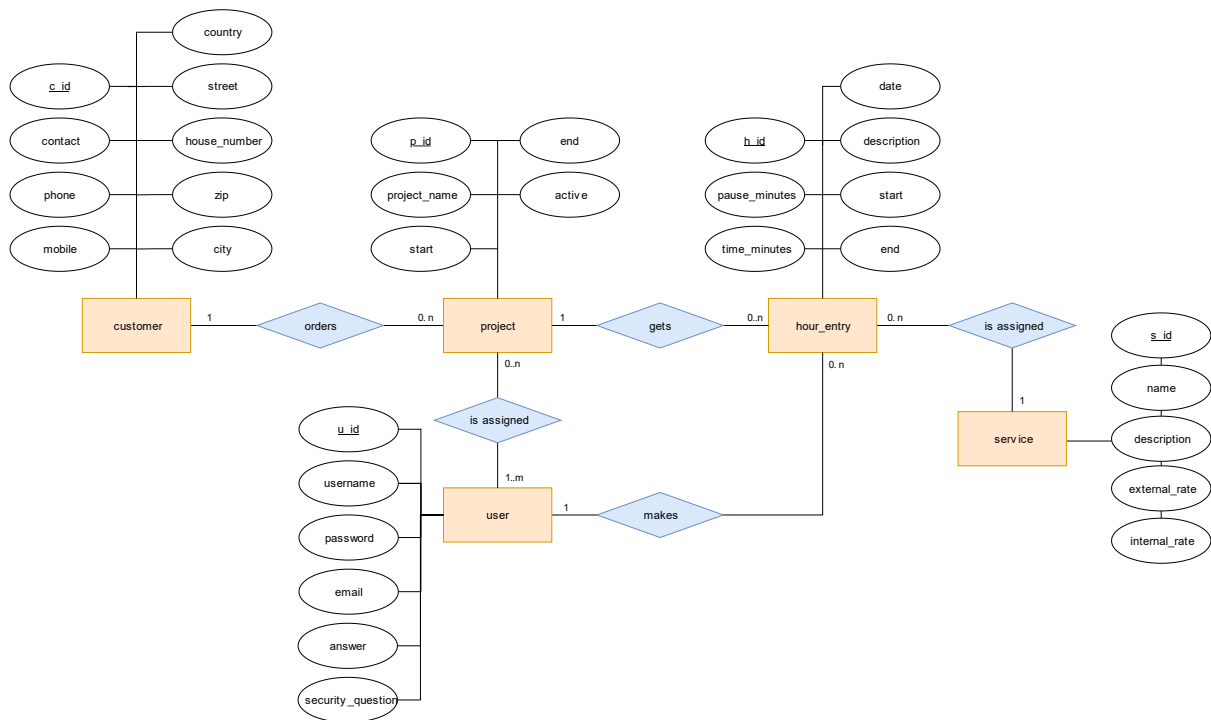 country
c_id
street
date
contact
house_number
p_id
end
h_id
description
phone
zip
project_name
active
pause_minutes
start
mobile
city
start
time_minutes
end
customer
1
orders
0. n
project
1
gets
0..n
hour_entry
0. n
is assigned
s_id
0..n
0. n
name
1
is assigned
u_id
service
description
username
1..m
external_rate
user
1
makes
password
internal_rate
email
answer
security_question